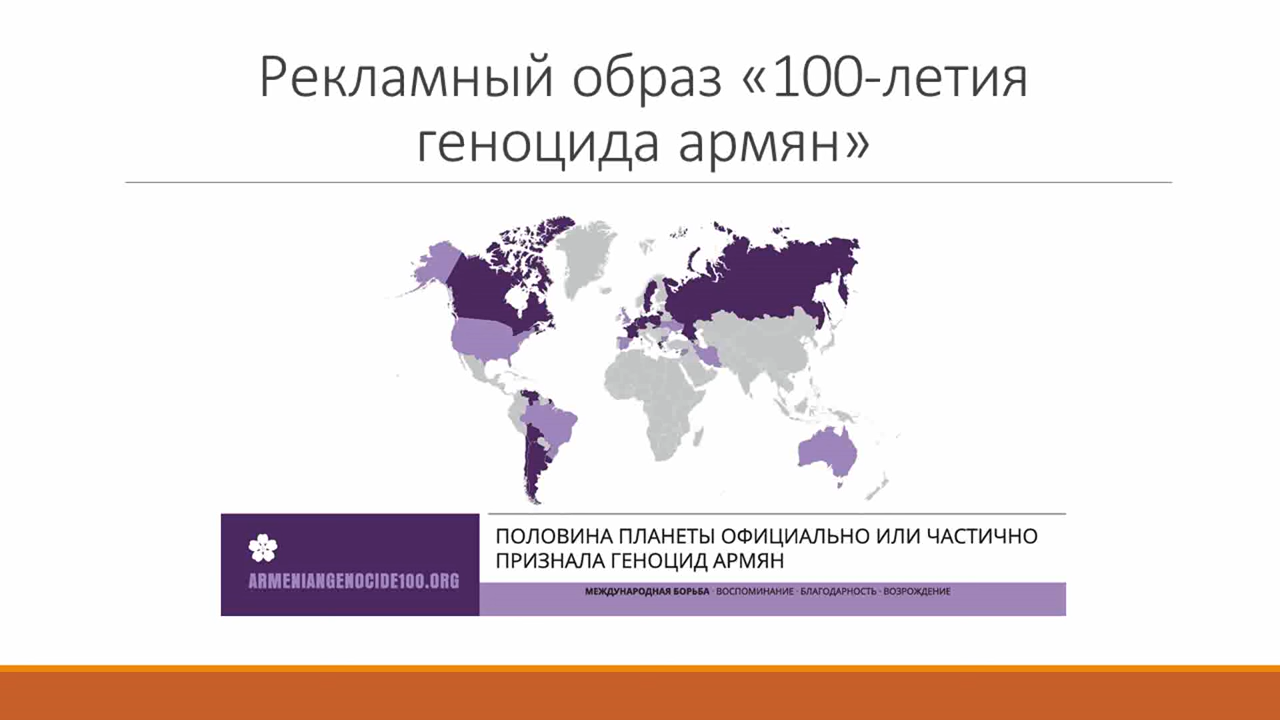 Рекламный образ «100-летия
геноцида армян»
ПОЛОВИНА ПЛАНЕТЫ ОФИЦИАЛЬНО ИЛИ ЧАСТИЧНО
ПРИЗНАЛА ГЕНОЦИД АРМЯН
ARMENIANGENOCIDE100.ORG
МЕЖДУНАРОДНАЯ БОРЬБА · ВОСПОМИНАНИЕ · БЛАГОДАРНОСТЬ · ВОЗРОЖДЕНИЕ